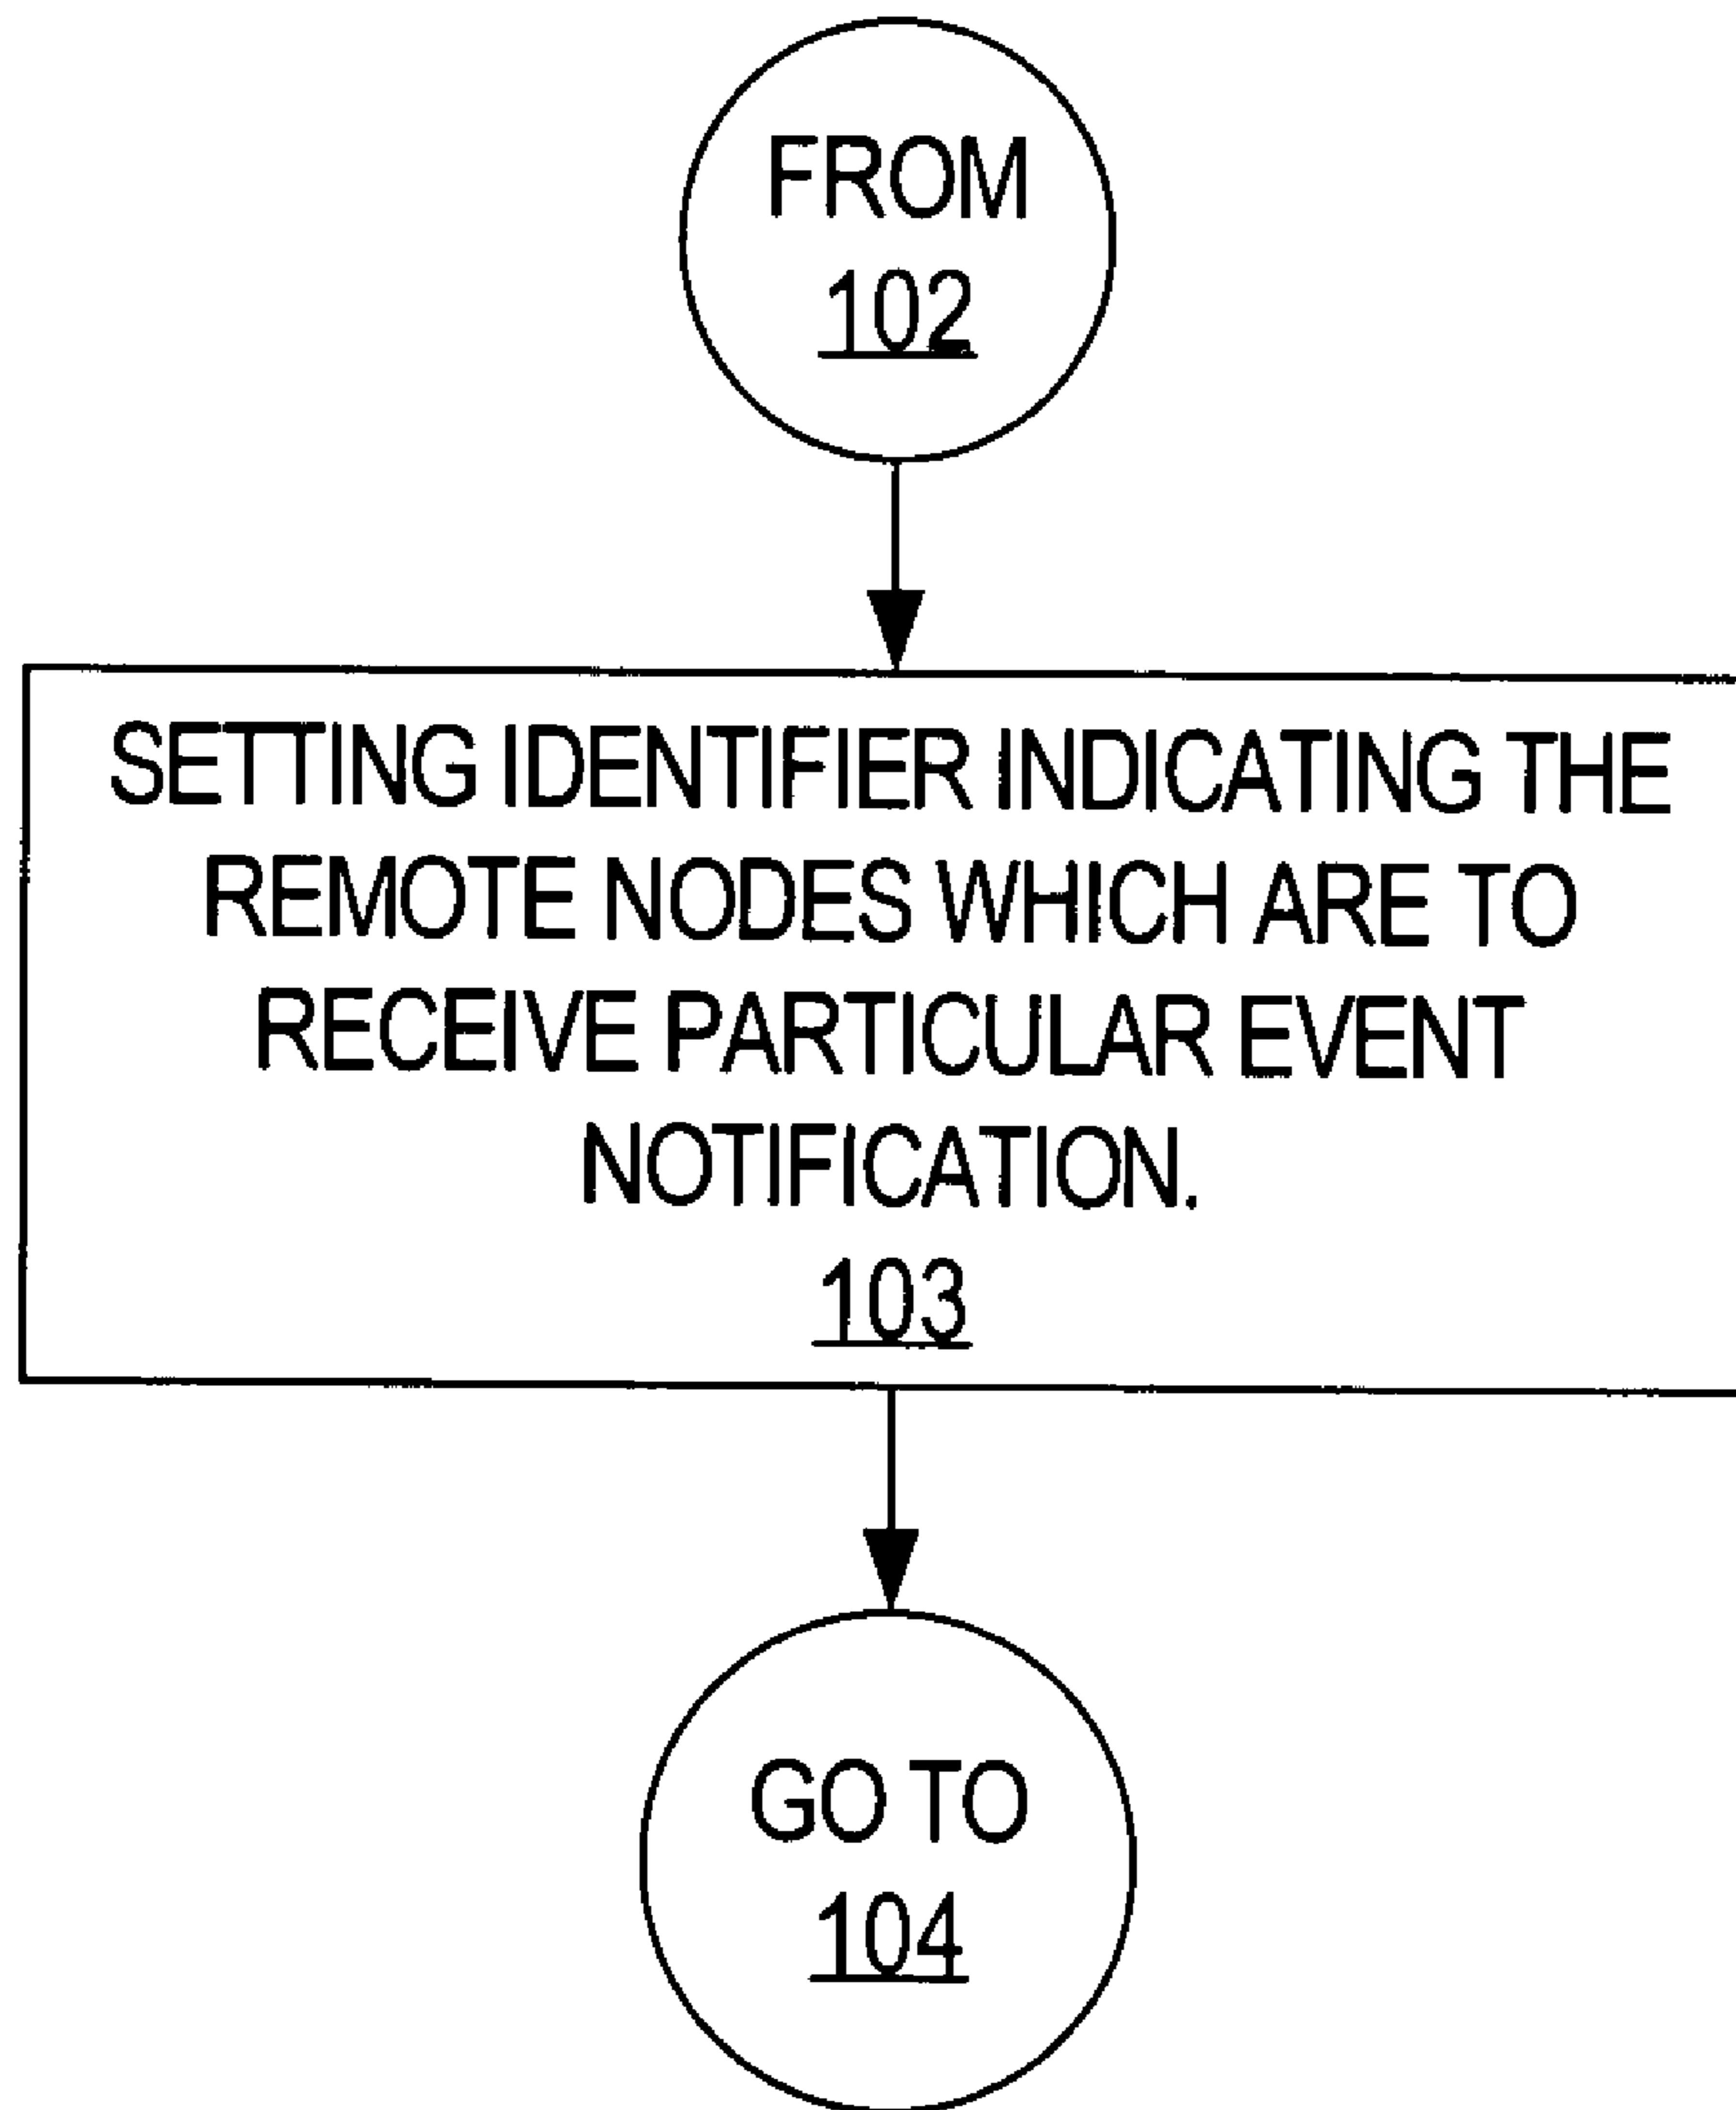 FROM
102
SETTING IDENTIFIER INDICATING THE
REMOTE NODES WHICH ARE TO
RECEIVE PARTICULAR EVENT
NOTIFICATION.
103
GO TO
104